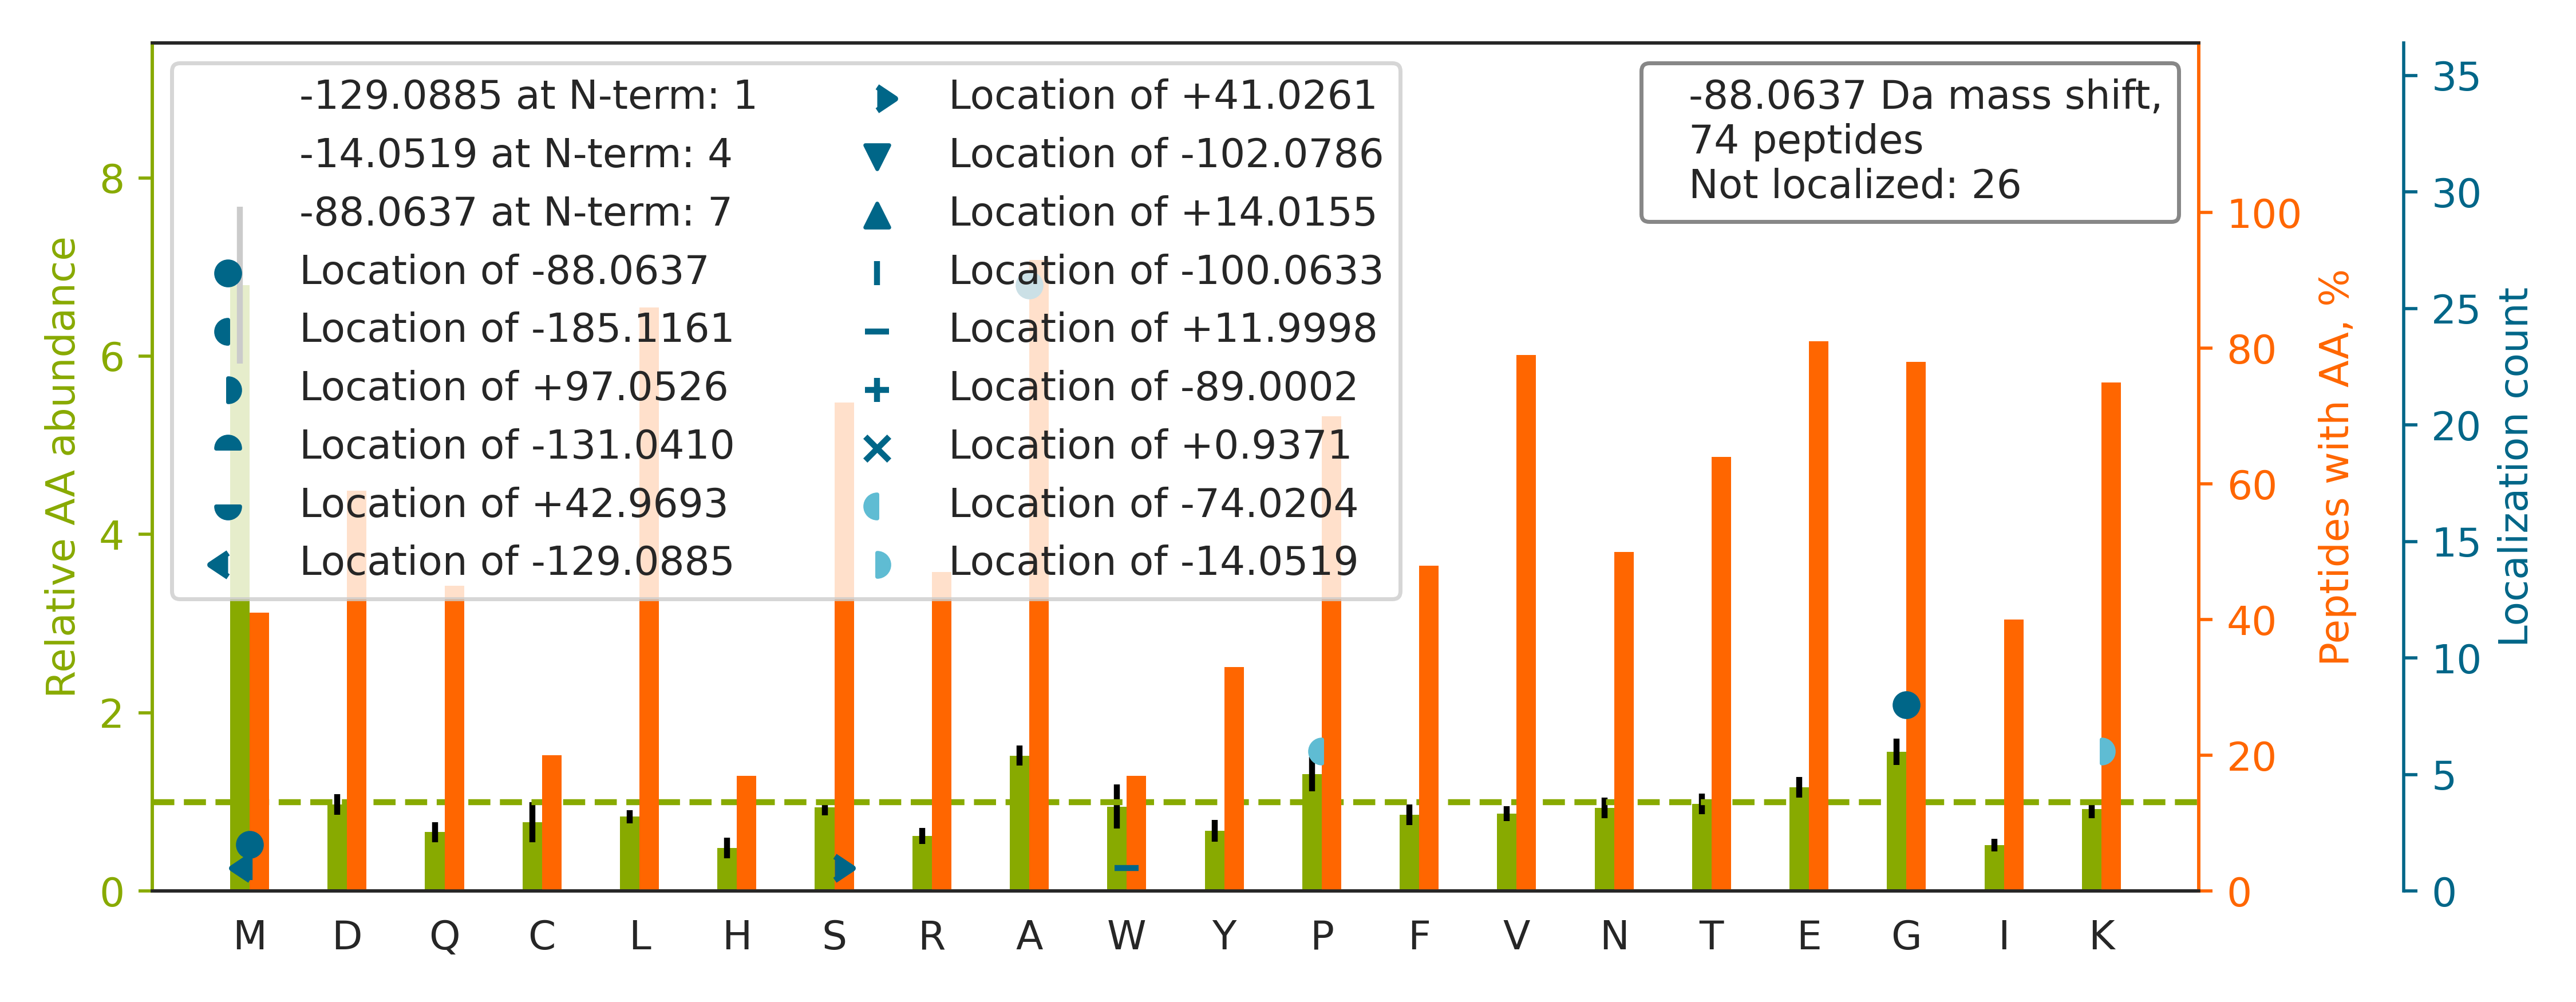 -129.0885 at N-term: 1
-14.0519 at N-term: 4
-88.0637 at N-term: 7
Location of -88.0637
Location of -185.1161
Location of +97.0526
Location of -131.0410
Location of +42.9693
Location of -129.0885
Location of +41.0261
Location of -102.0786
Location of +14.0155
Location of -100.0633
Location of +11.9998
Location of -89.0002
Location of +0.9371
Location of -74.0204
Location of -14.0519
-88.0637 Da mass shift,
74 peptides
Not localized: 26
Relative AA abundance
8
6
4
2
0
M D Q C L H S R A W Y P F V N T E G I K
100
80
60
40
20
0
Peptides with AA, %
35
30
25
20
15
10
5
0
Localization count